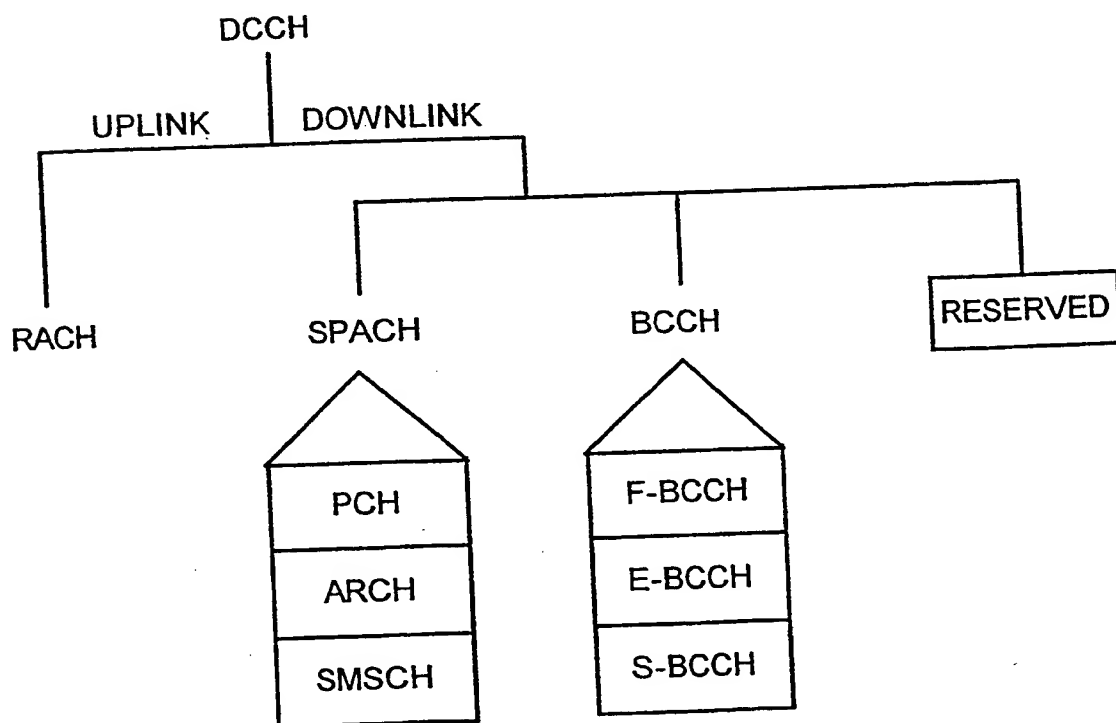 DCCH
UPLINK DOWNLINK
RACH SPACH BCCH RESERVED
PCH F-BCCH
ARCH E-BCCH
SMSCH S-BCCH